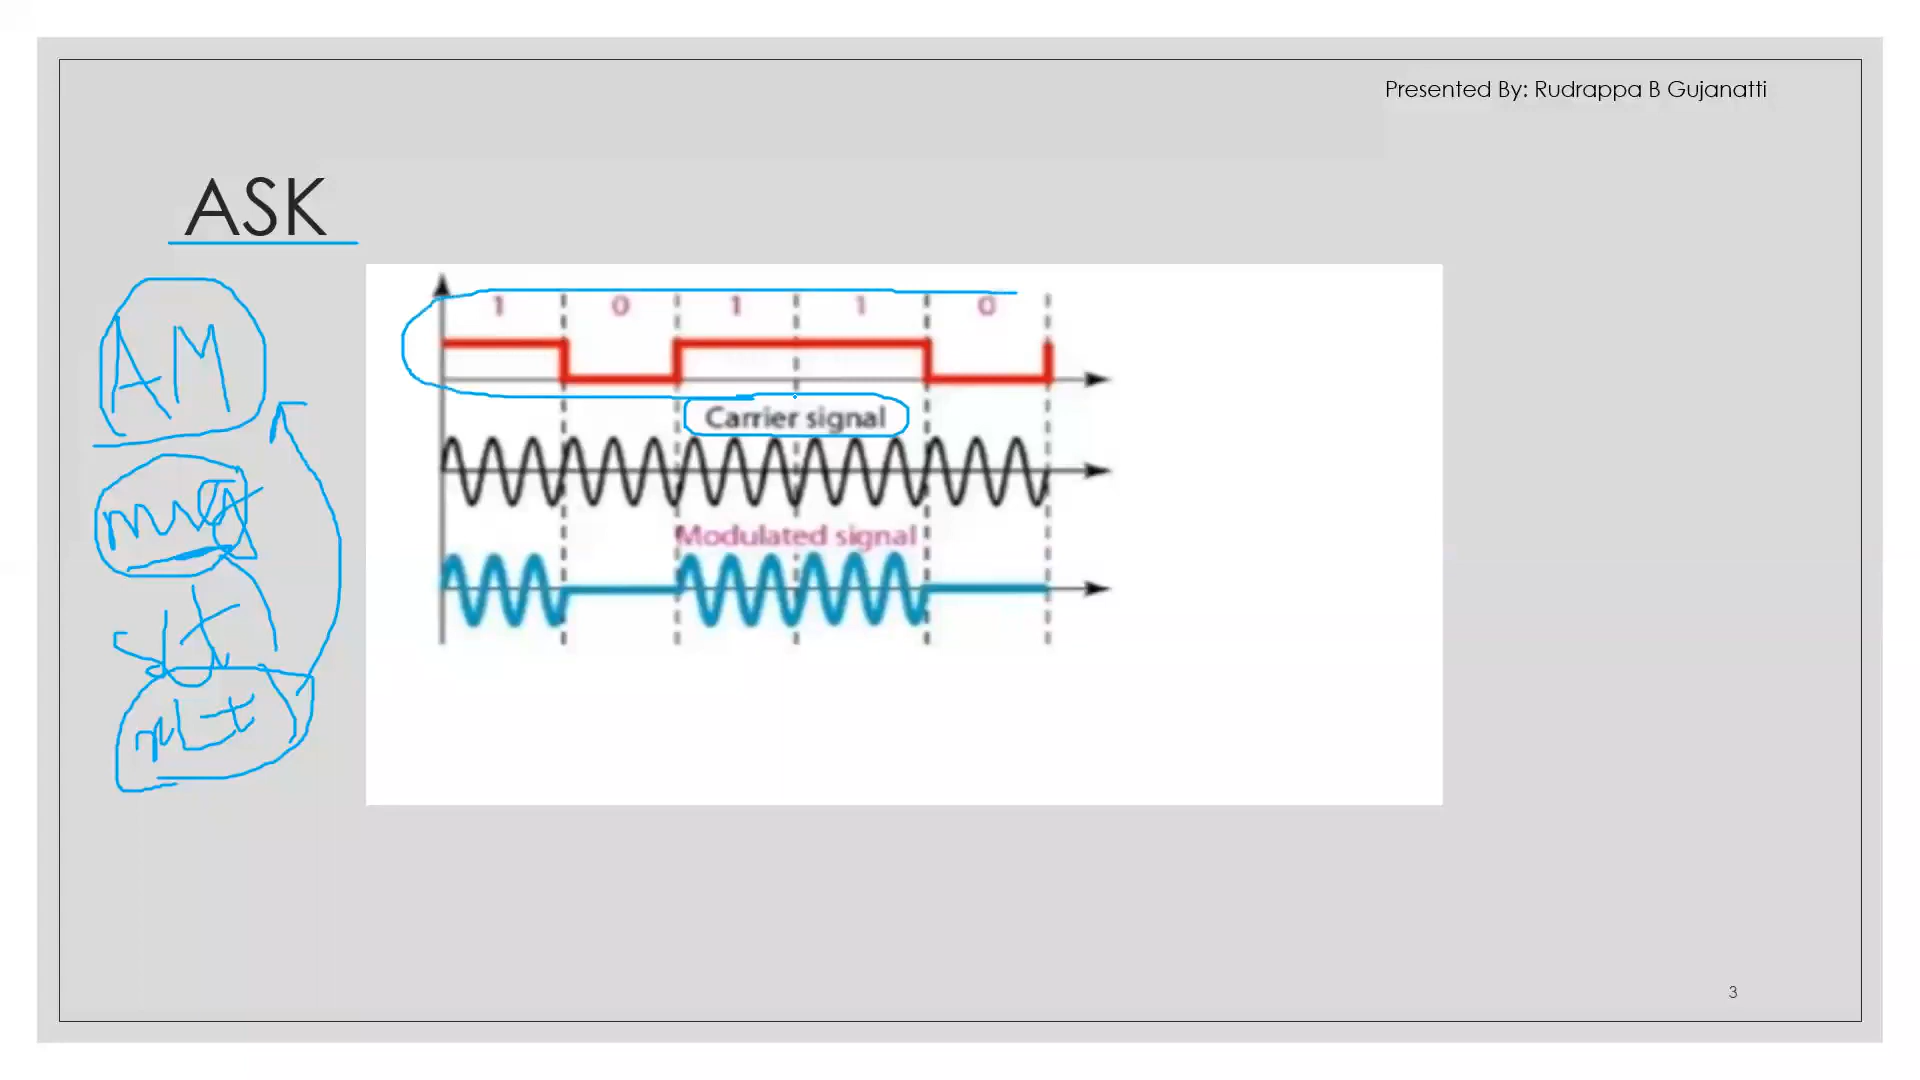 Presented By: Rudrappa B Gujanatti
ASK
AM
1 0 1 1 0
Carrier signal
Modulated signal
3